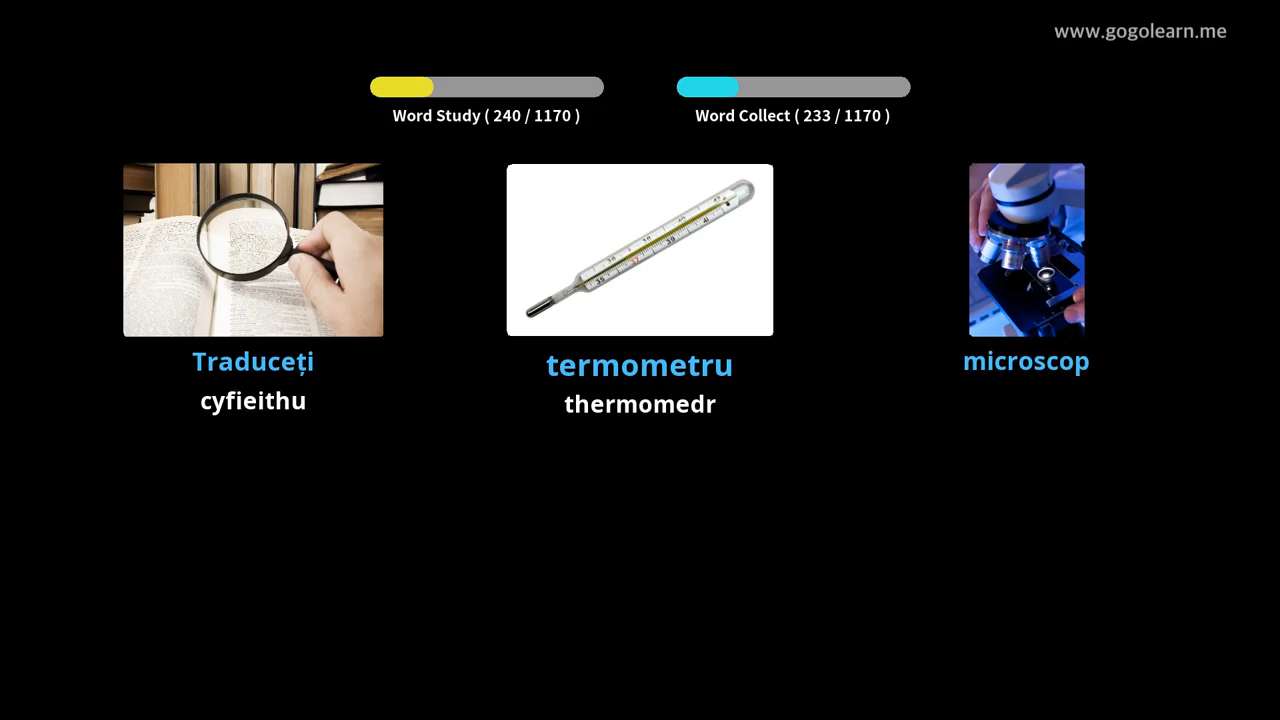 www.gogolearn.me
Word Study ( 240 / 1170 )
Word Collect ( 233 / 1170 )
Traduceți
cyfieithu
termometru
thermomedr
microscop